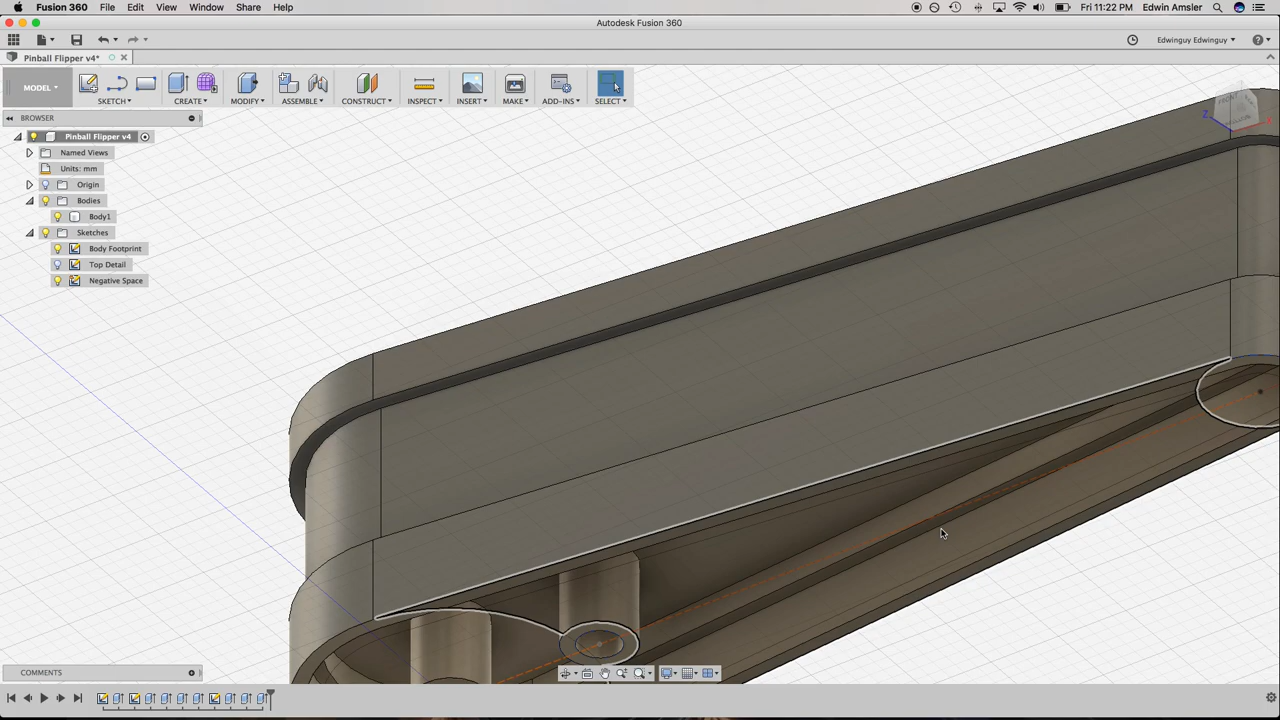 Fusion 360 File Edit View Window Share Help Fri 11:22 PM Edwin Amsler
Autodesk Fusion 360
Edwinguy Edwinguy
Pinball Flipper v4*
MODEL SKETCH CREATE MODIFY ASSEMBLE CONSTRUCT INSPECT INSERT MAKE ADD-INS SELECT
BROWSER
Pinball Flipper v4
Named Views
Units: mm
Origin
Bodies
Body1
Sketches
Body Footprint
Top Detail
Negative Space
Z
X
FRONT
COMMENTS